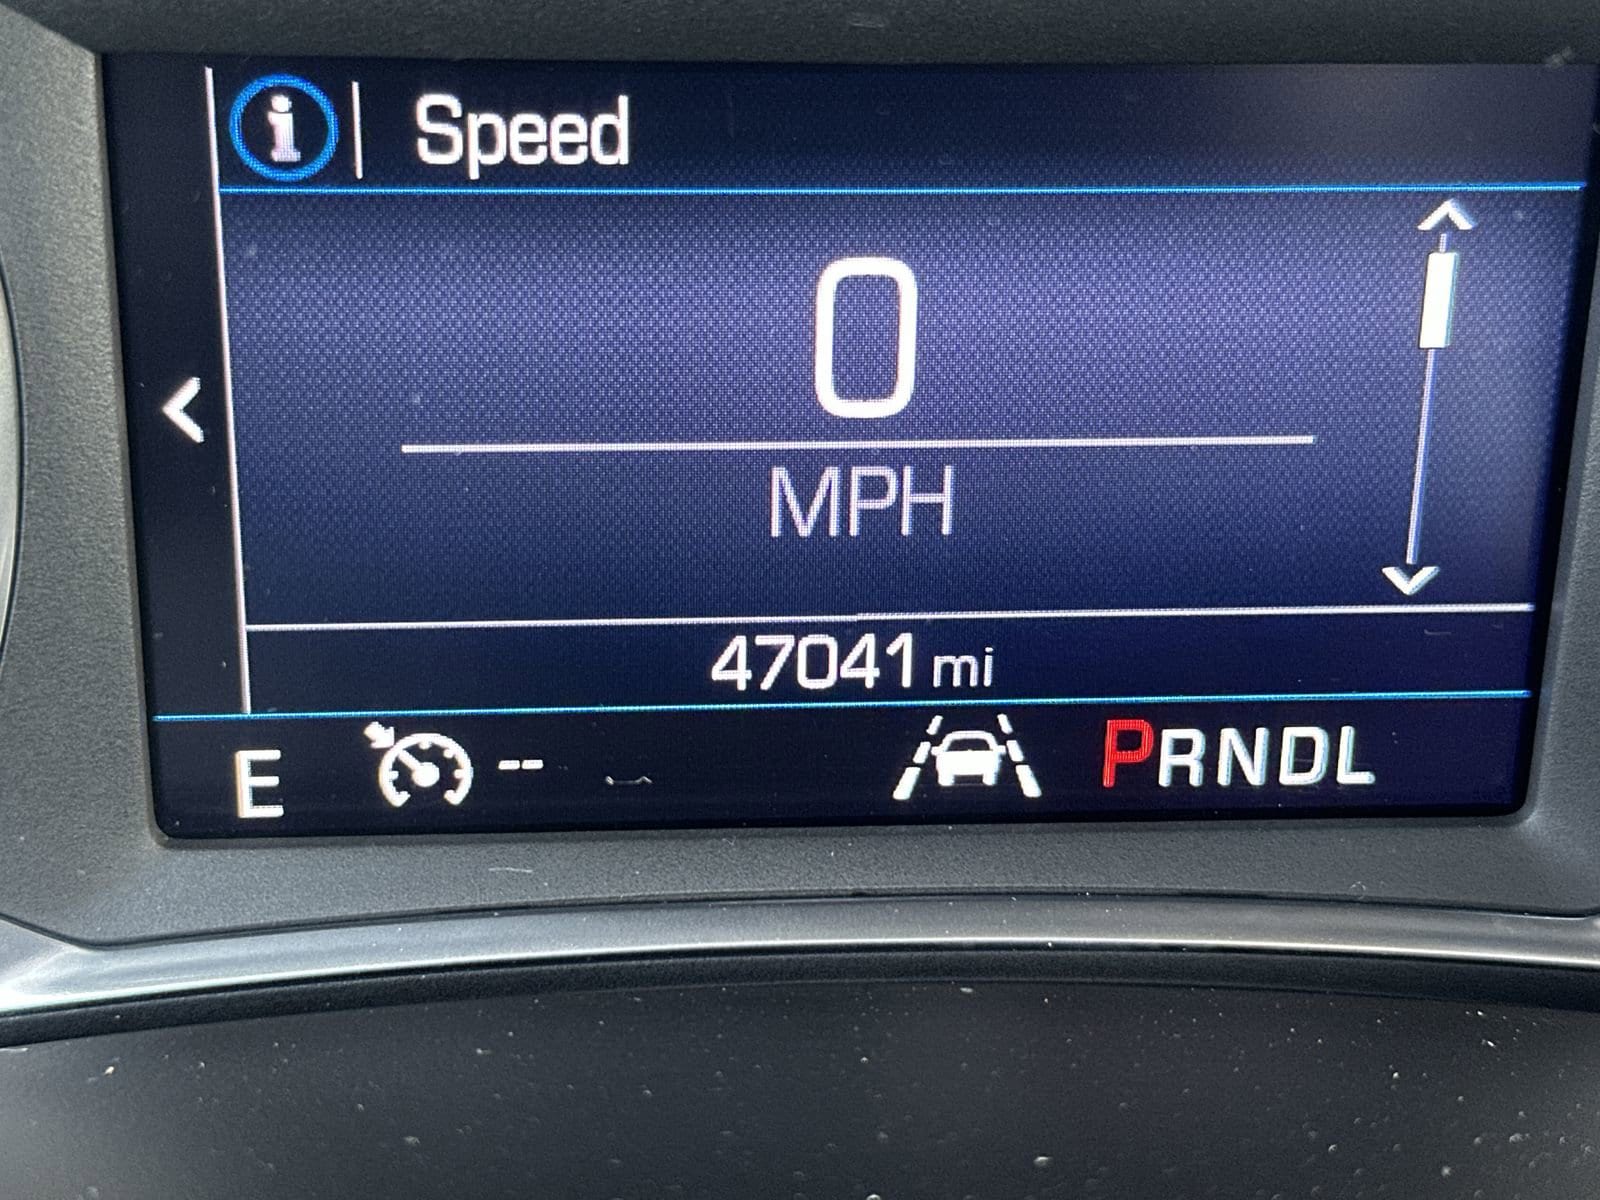 i Speed
0
MPH
47041 mi
E -- PRNDL